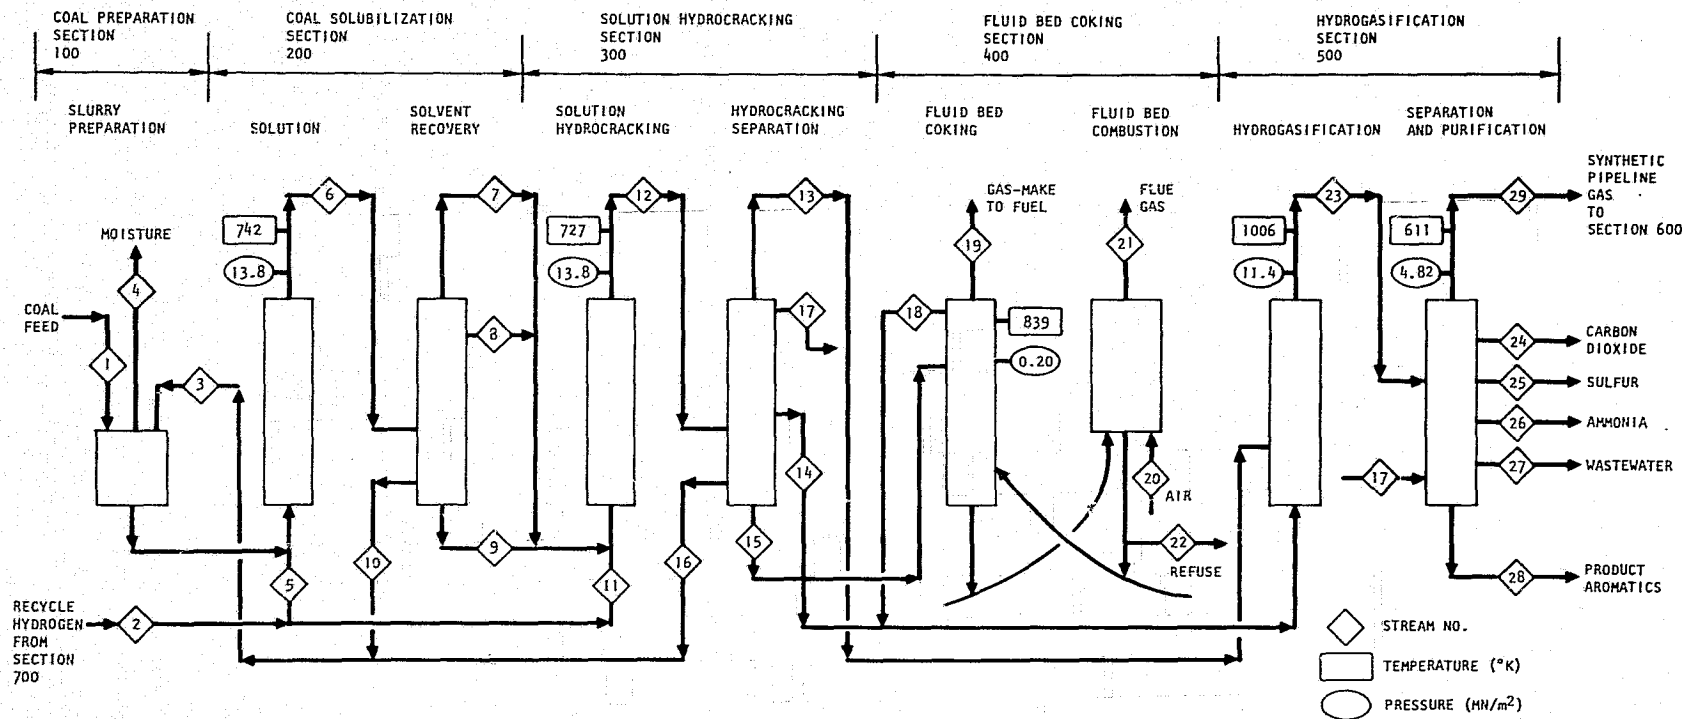 COAL PREPARATION
SECTION
100
COAL SOLUBILIZATION
SECTION
200
SOLUTION HYDROCRACKING
SECTION
300
FLUID BED COKING
SECTION
400
HYDROGASIFICATION
SECTION
500
SLURRY
PREPARATION
SOLUTION
SOLVENT
RECOVERY
SOLUTION
HYDROCRACKING
HYDROCRACKING
SEPARATION
FLUID BED
COKING
FLUID BED
COMBUSTION
HYDROGASIFICATION
SEPARATION
AND PURIFICATION
SYNTHETIC
PIPELINE
GAS
TO
SECTION 600
GAS-MAKE
TO FUEL
FLUE
GAS
6
7
12
13
23
29
742
727
1006
611
MOISTURE
19
21
13.8
13.8
11.4
4.82
4
COAL
FEED
17
18
839
8
24
CARBON
DIOXIDE
1
0.20
3
25
SULFUR
26
AMMONIA
14
20
AIR
17
27
WASTEWATER
9
15
22
REFUSE
10
16
5
11
28
PRODUCT
AROMATICS
RECYCLE
HYDROGEN
FROM
SECTION
700
2
STREAM NO.
TEMPERATURE (°K)
PRESSURE (MN/m²)